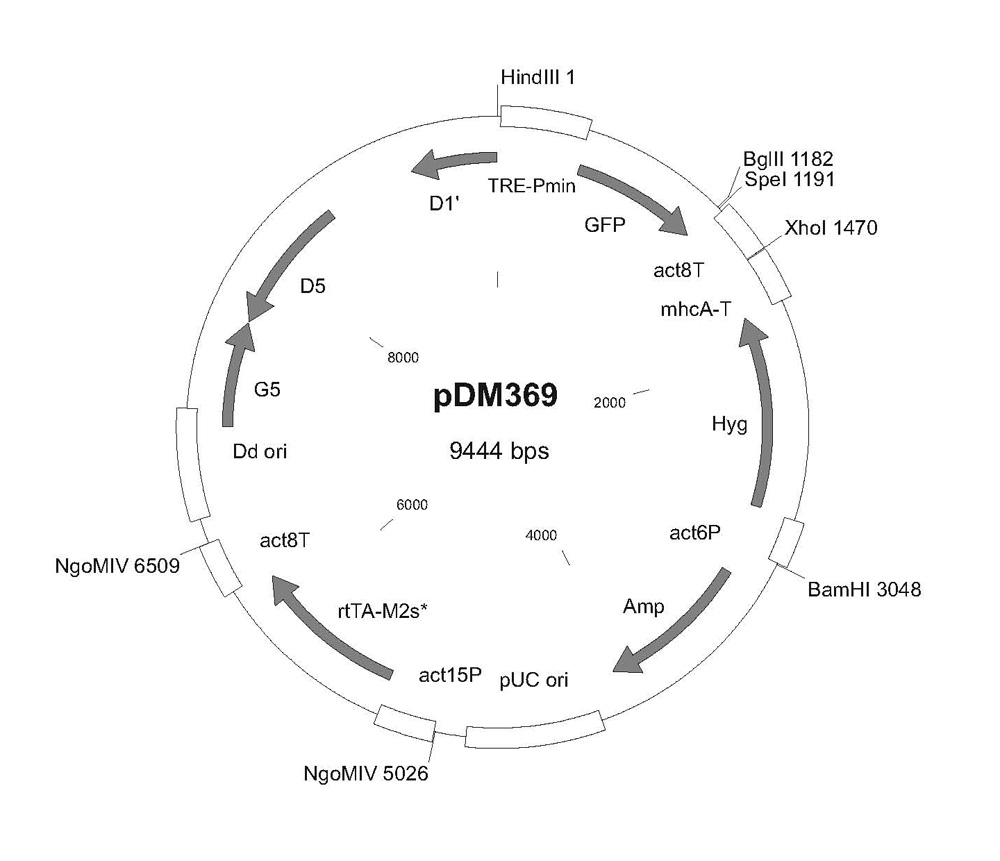 HindIII 1
BglII 1182
SpeI 1191
XhoI 1470
TRE-Pmin
D1'
GFP
act8T
D5
mhcA-T
8000
pDM369
2000
G5
Hyg
9444 bps
Dd ori
6000
act6P
4000
act8T
NgoMIV 6509
BamHI 3048
rtTA-M2s*
Amp
act15P
pUC ori
NgoMIV 5026